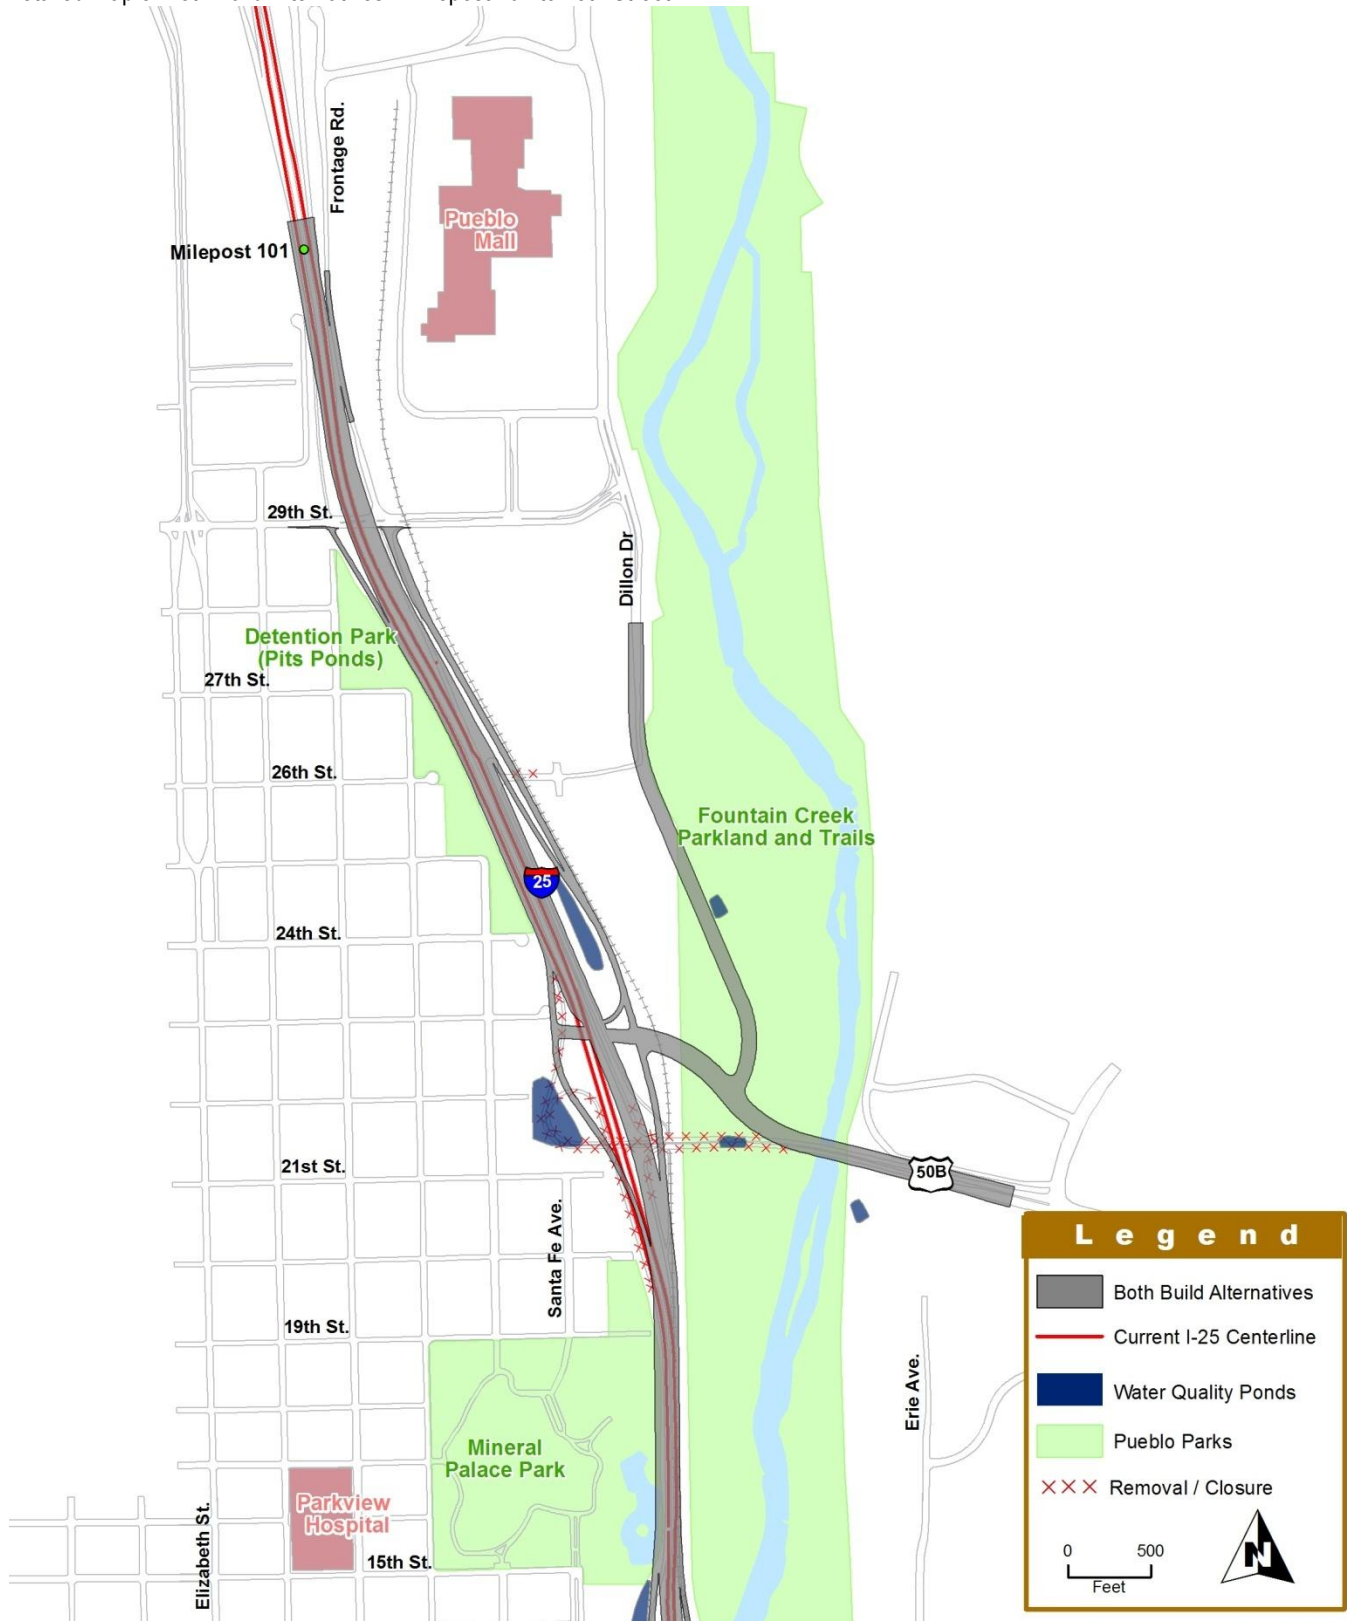 Frontage Rd.
Pueblo
Mall
Milepost 101
29th St.
Dillon Dr
Detention Park
(Pits Ponds)
27th St.
26th St.
Fountain Creek
Parkland and Trails
25
24th St.
21st St.
50B
Santa Fe Ave.
19th St.
Mineral
Palace Park
Erie Ave.
Parkview
Hospital
Elizabeth St.
15th St.
Legend
Both Build Alternatives
Current I-25 Centerline
Water Quality Ponds
Pueblo Parks
Removal / Closure
0 500
Feet
N